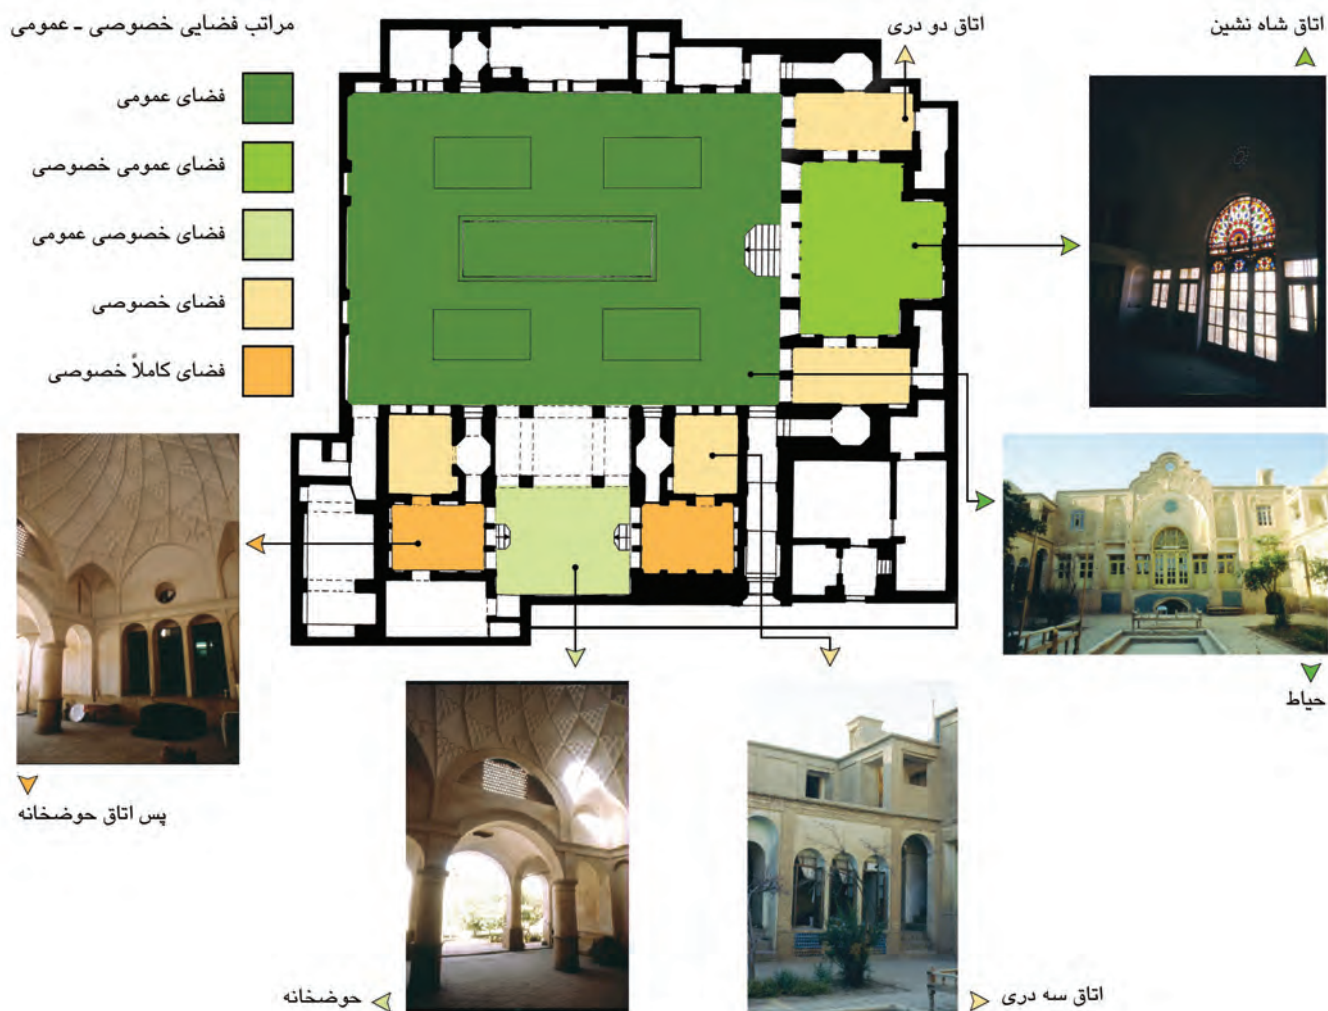 مراتب فضایی خصوصی - عمومی
فضای عمومی
فضای عمومی خصوصی
فضای خصوصی عمومی
فضای خصوصی
فضای کاملاً خصوصی
اتاق دو دری
اتاق شاه نشین
حیاط
پس اتاق حوضخانه
حوضخانه
اتاق سه دری